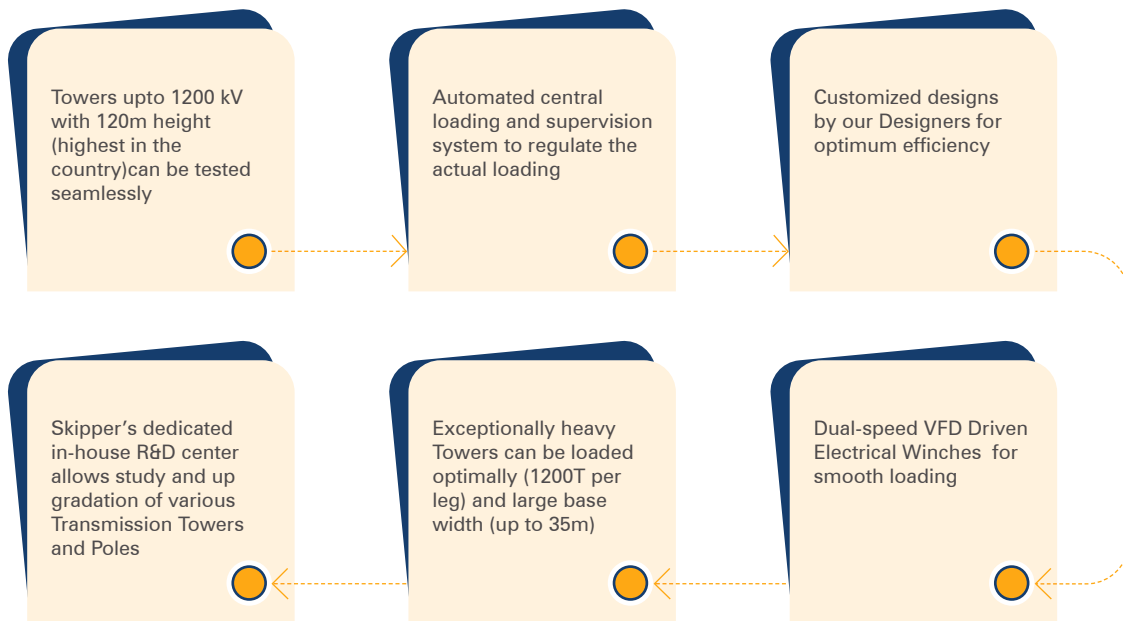 Towers upto 1200 kV
with 120m height
(highest in the
country)can be tested
seamlessly
Automated central
loading and supervision
system to regulate the
actual loading
Customized designs
by our Designers for
optimum efficiency
Dual-speed VFD Driven
Electrical Winches  for
smooth loading
Exceptionally heavy
Towers can be loaded
optimally (1200T per
leg) and large base
width (up to 35m)
Skipper’s dedicated
in-house R&D center
allows study and up
gradation of various
Transmission Towers
and Poles